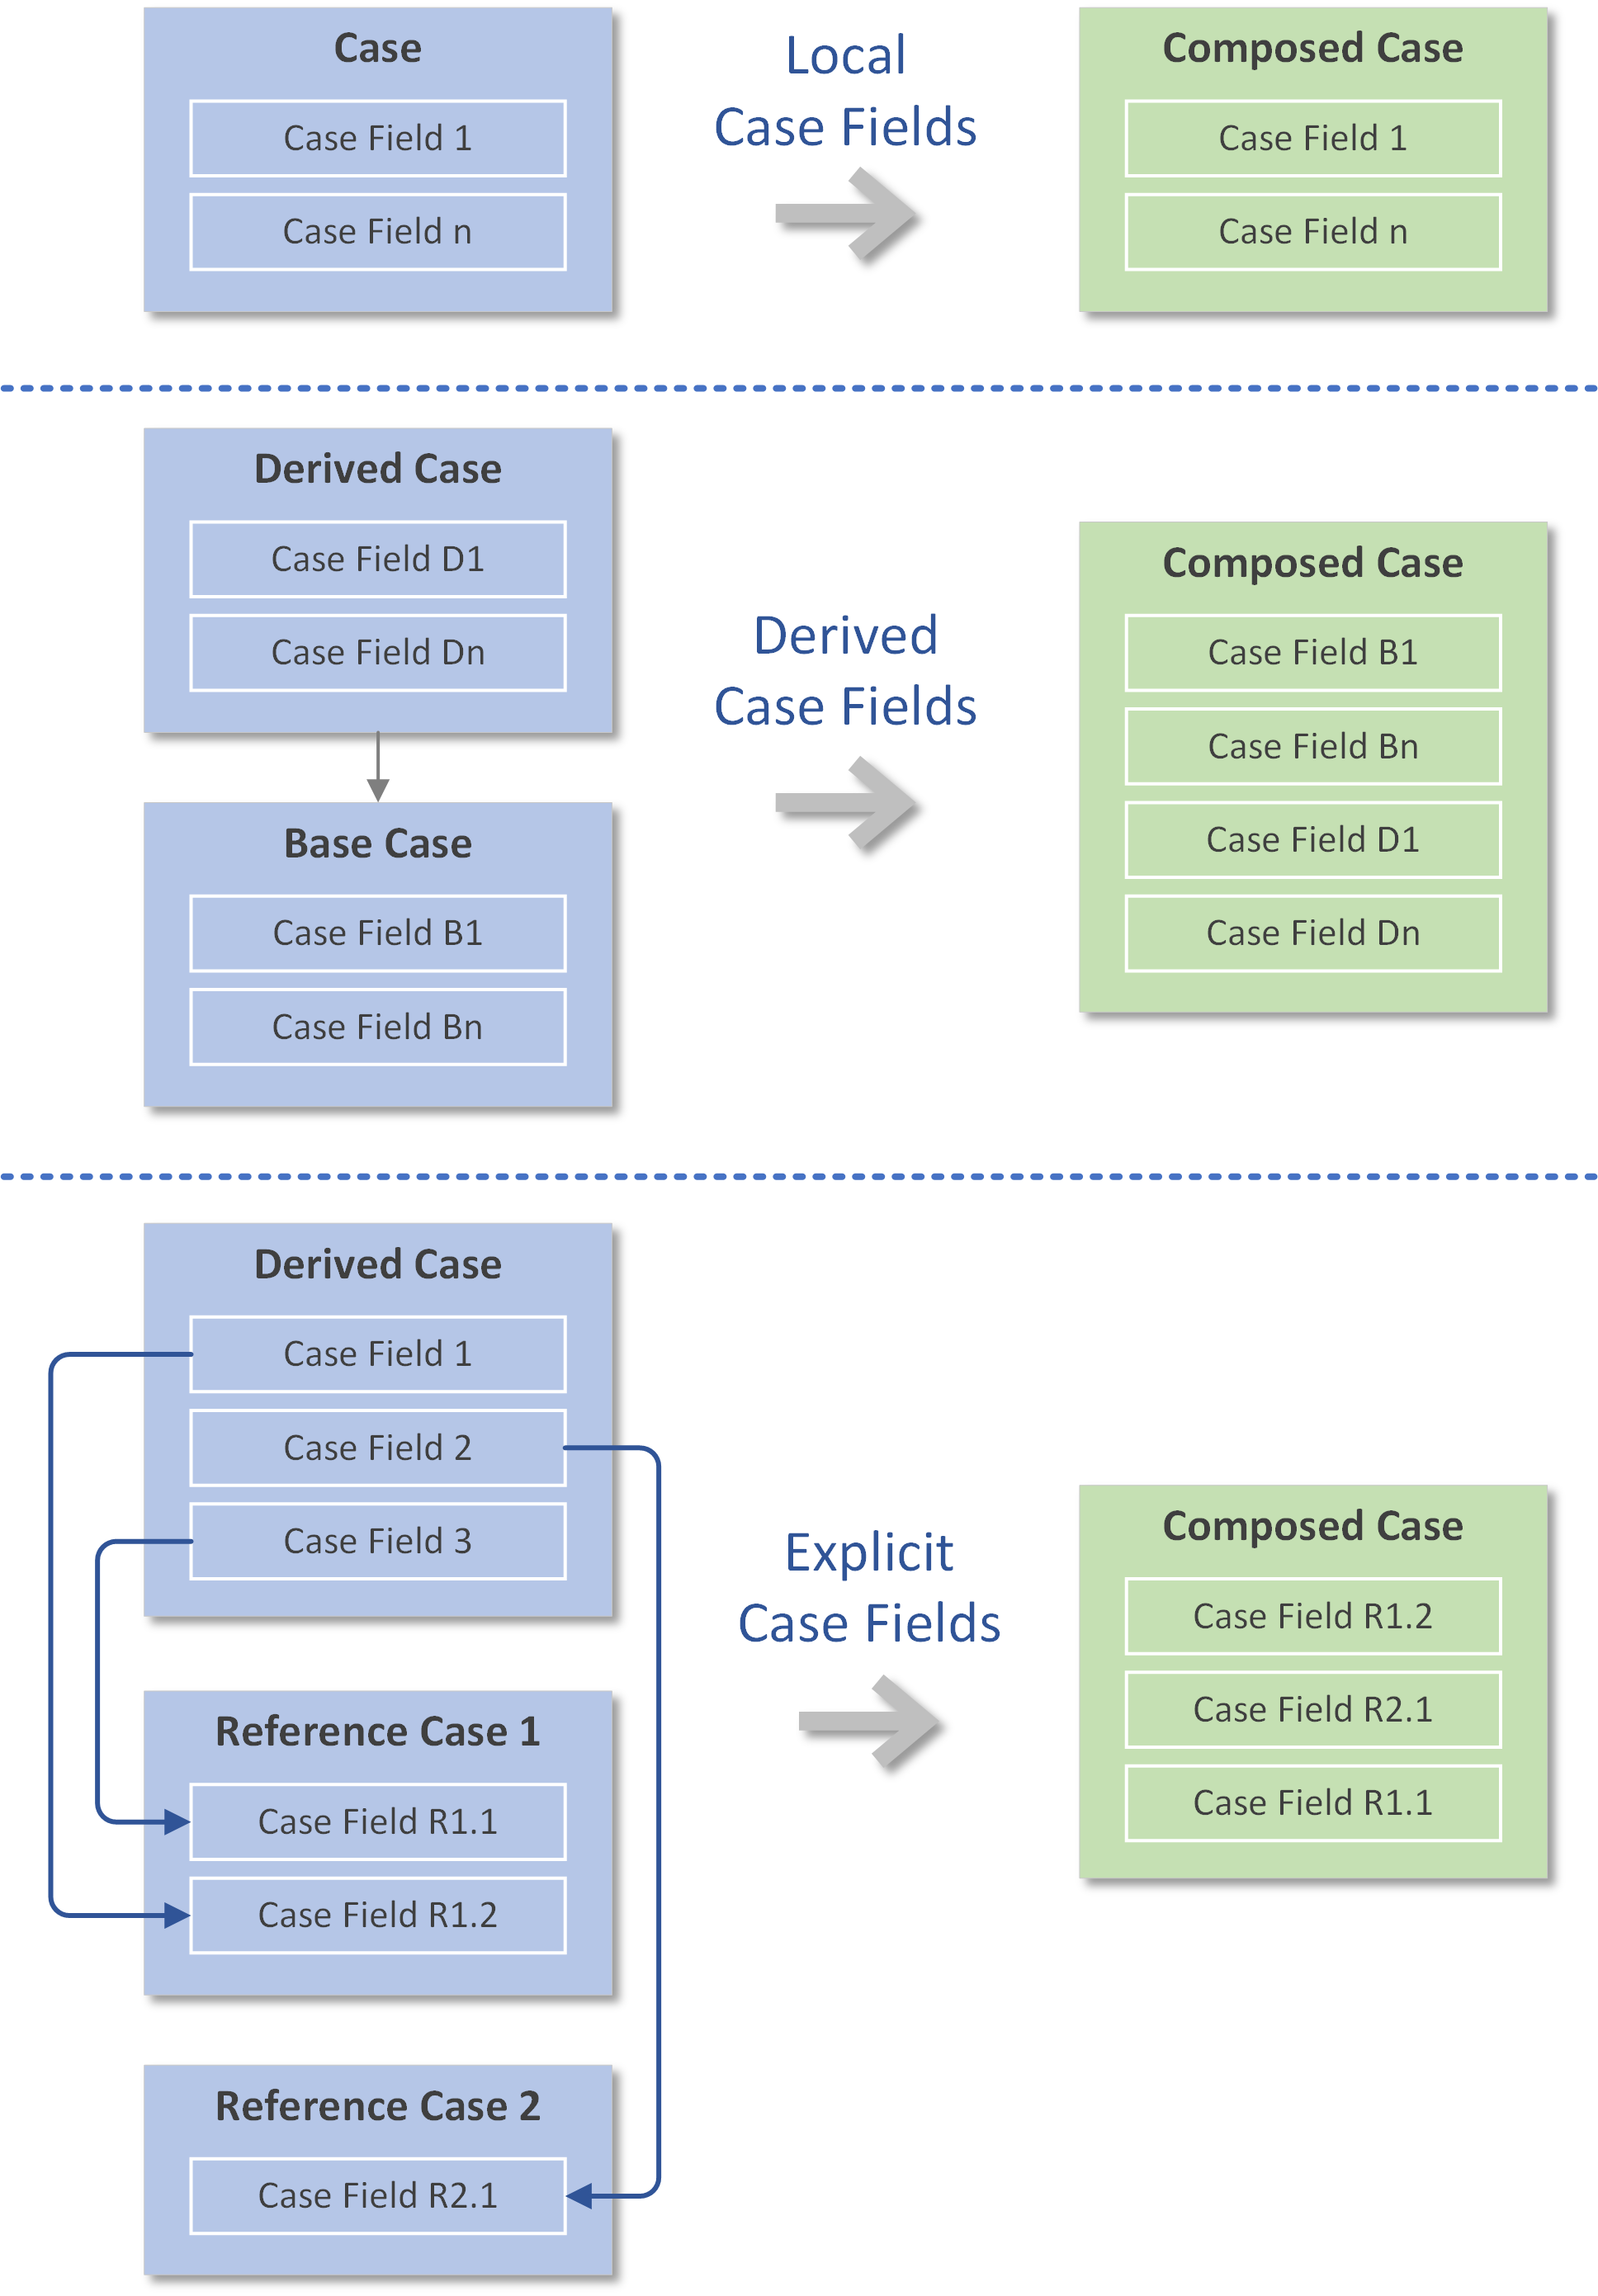 Case
Case Field 1
Case Field n
Local
Case Fields
Composed Case
Case Field 1
Case Field n
Derived Case
Case Field D1
Case Field Dn
Base Case
Case Field B1
Case Field Bn
Derived
Case Fields
Composed Case
Case Field B1
Case Field Bn
Case Field D1
Case Field Dn
Derived Case
Case Field 1
Case Field 2
Case Field 3
Reference Case 1
Case Field R1.1
Case Field R1.2
Reference Case 2
Case Field R2.1
Explicit
Case Fields
Composed Case
Case Field R1.2
Case Field R2.1
Case Field R1.1